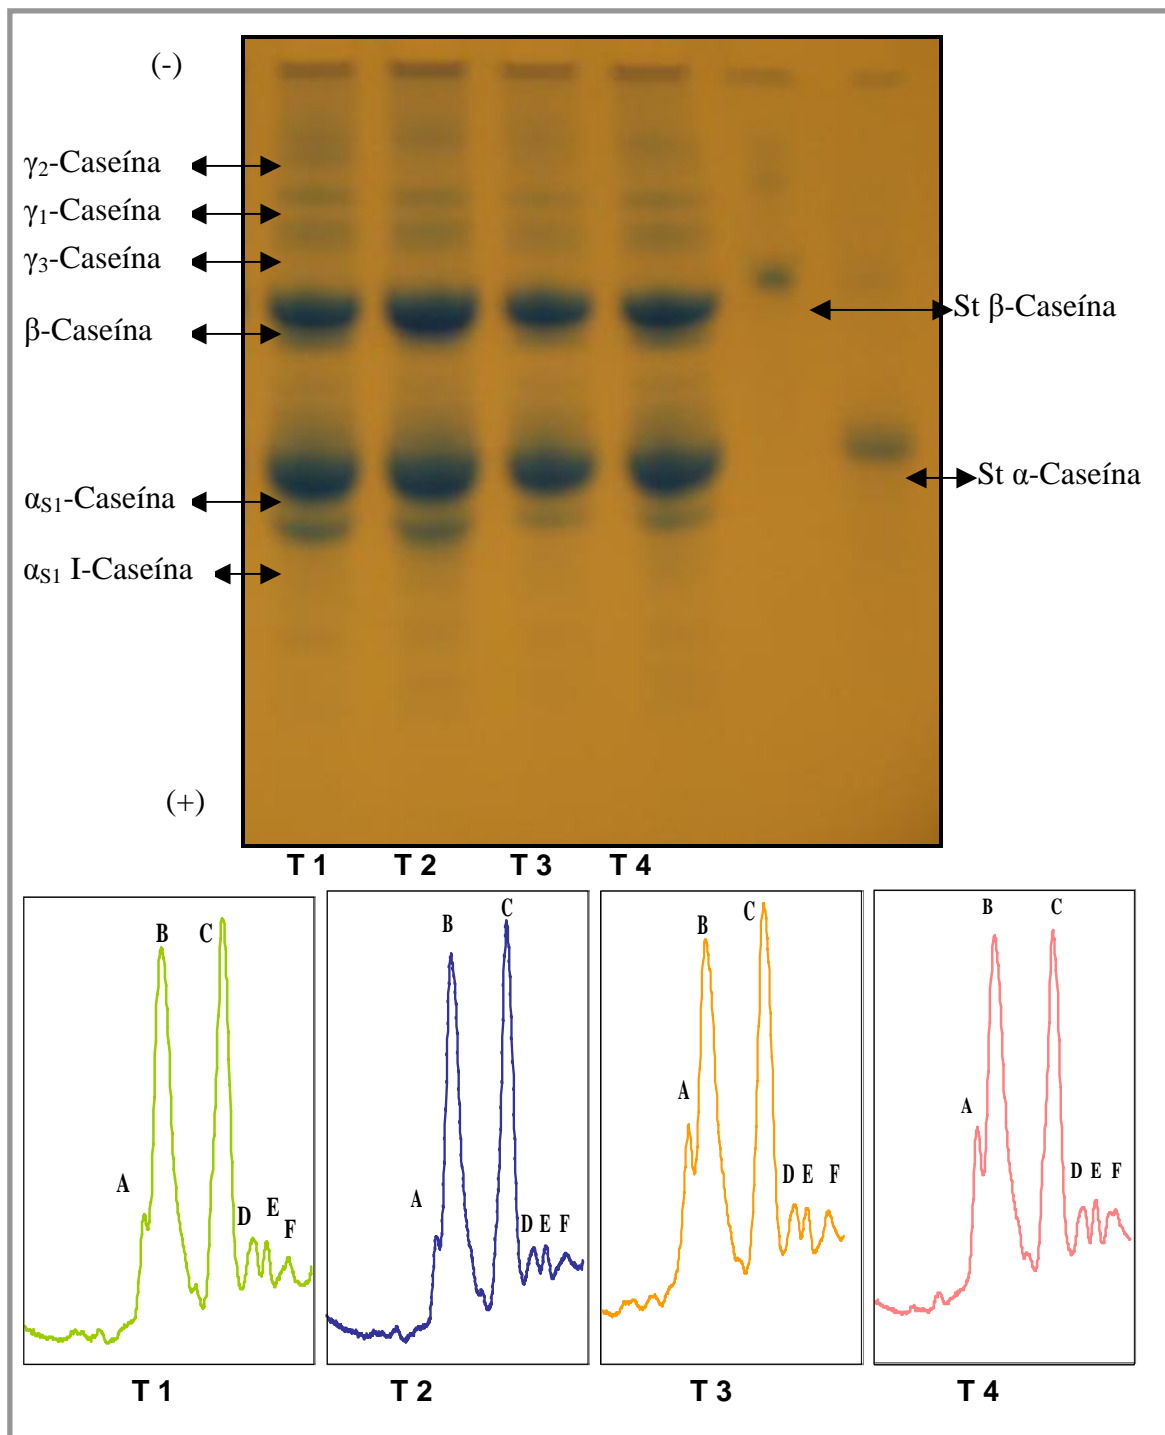 (-)
γ2-Caseína
γ1-Caseína
γ3-Caseína
β-Caseína
St β-Caseína
αS1-Caseína
St α-Caseína
αS1 I-Caseína
(+)
T 1 T 2 T 3 T 4
A B C D E F
A B C D E F
A B C D E F
A B C D E F
T 1 T 2 T 3 T 4